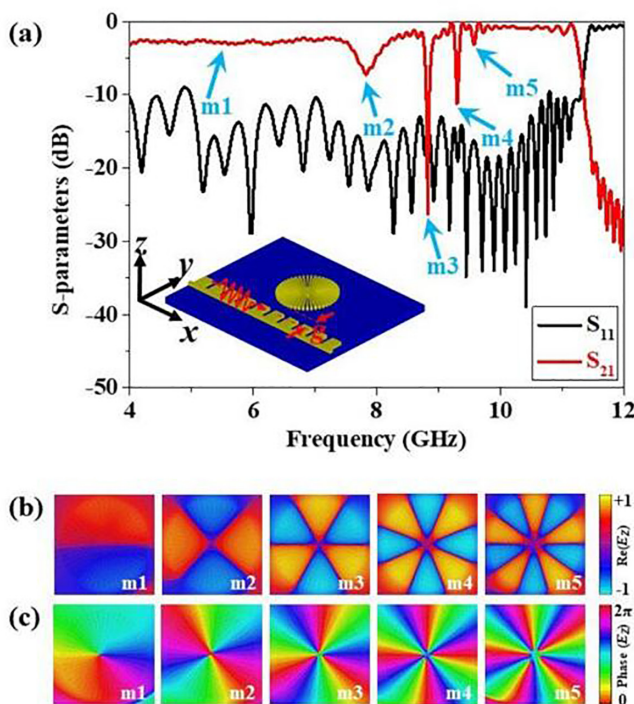 (a)
0
-10
-20
-30
-40
-50
S-parameters (dB)
m1
m2
m3
m4
m5
z
y
x
g
S11
S21
4
6
8
10
12
Frequency (GHz)
(b)
m1
m2
m3
m4
m5
+1
-1
Re(Ez)
(c)
m1
m2
m3
m4
m5
2π
0
Phase (EZ)